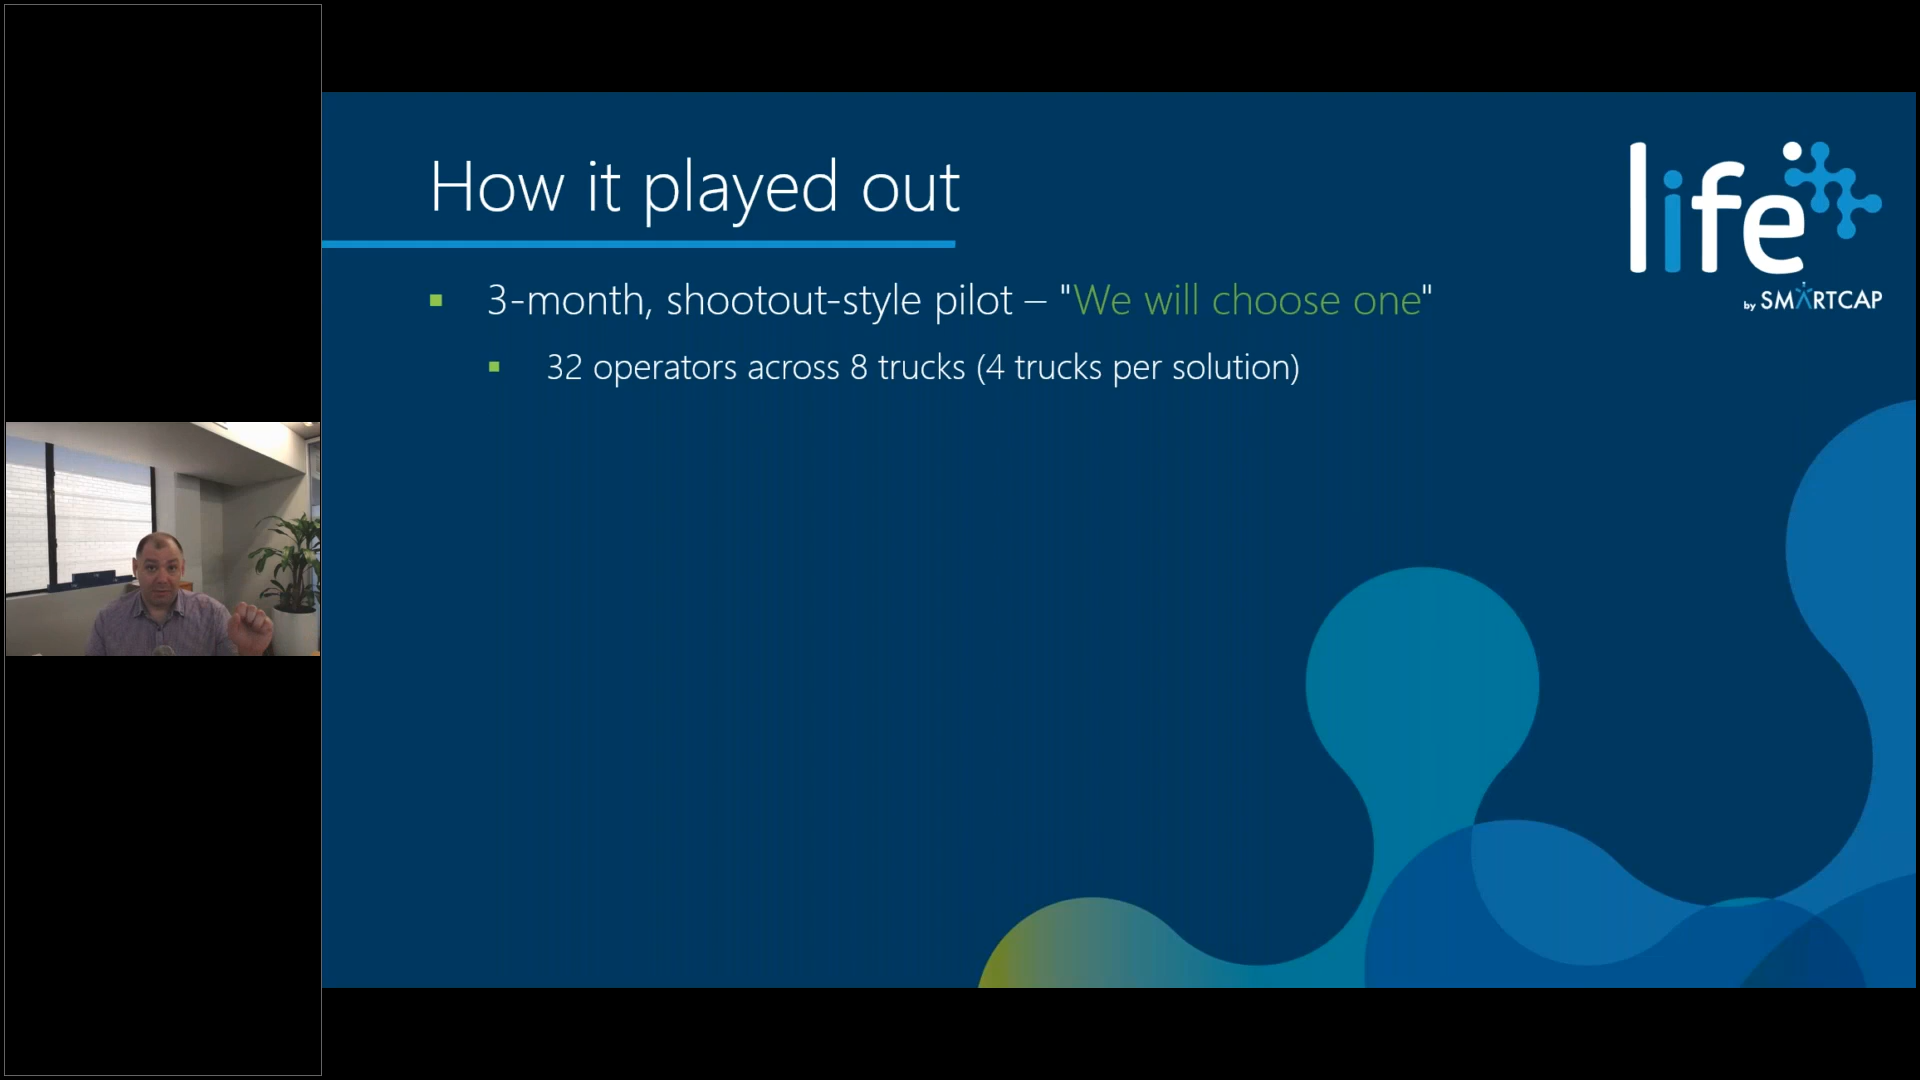 How it played out
life
by SMARTCAP
3-month, shootout-style pilot – "We will choose one"
32 operators across 8 trucks (4 trucks per solution)